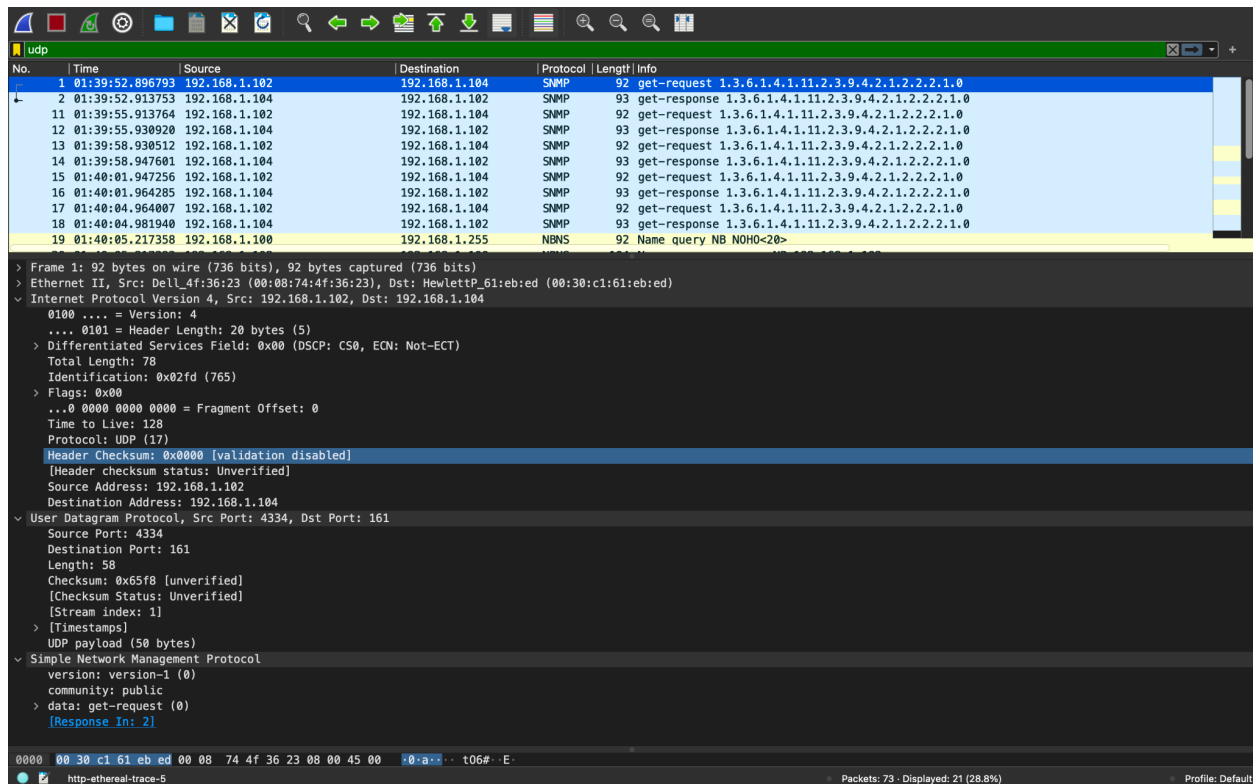 udp
No. Time Source Destination Protocol Length Info
1 01:39:52.896793 192.168.1.102 192.168.1.104 SNMP 92 get-request 1.3.6.1.4.1.11.2.3.9.4.2.1.2.2.2.1.0
2 01:39:52.913753 192.168.1.104 192.168.1.102 SNMP 93 get-response 1.3.6.1.4.1.11.2.3.9.4.2.1.2.2.2.1.0
11 01:39:55.913764 192.168.1.102 192.168.1.104 SNMP 92 get-request 1.3.6.1.4.1.11.2.3.9.4.2.1.2.2.2.1.0
12 01:39:55.930920 192.168.1.104 192.168.1.102 SNMP 93 get-response 1.3.6.1.4.1.11.2.3.9.4.2.1.2.2.2.1.0
13 01:39:58.930512 192.168.1.102 192.168.1.104 SNMP 92 get-request 1.3.6.1.4.1.11.2.3.9.4.2.1.2.2.2.1.0
14 01:39:58.947601 192.168.1.104 192.168.1.102 SNMP 93 get-response 1.3.6.1.4.1.11.2.3.9.4.2.1.2.2.2.1.0
15 01:40:01.947256 192.168.1.102 192.168.1.104 SNMP 92 get-request 1.3.6.1.4.1.11.2.3.9.4.2.1.2.2.2.1.0
16 01:40:01.964285 192.168.1.104 192.168.1.102 SNMP 93 get-response 1.3.6.1.4.1.11.2.3.9.4.2.1.2.2.2.1.0
17 01:40:04.964007 192.168.1.102 192.168.1.104 SNMP 92 get-request 1.3.6.1.4.1.11.2.3.9.4.2.1.2.2.2.1.0
18 01:40:04.981940 192.168.1.104 192.168.1.102 SNMP 93 get-response 1.3.6.1.4.1.11.2.3.9.4.2.1.2.2.2.1.0
19 01:40:05.217358 192.168.1.100 192.168.1.255 NBNS 92 Name query NB NOHO<20>
> Frame 1: 92 bytes on wire (736 bits), 92 bytes captured (736 bits)
> Ethernet II, Src: Dell_4f:36:23 (00:08:74:4f:36:23), Dst: HewlettP_61:eb:ed (00:30:c1:61:eb:ed)
Internet Protocol Version 4, Src: 192.168.1.102, Dst: 192.168.1.104
0100 .... = Version: 4
.... 0101 = Header Length: 20 bytes (5)
> Differentiated Services Field: 0x00 (DSCP: CS0, ECN: Not-ECT)
Total Length: 78
Identification: 0x02fd (765)
> Flags: 0x00
...0 0000 0000 0000 = Fragment Offset: 0
Time to Live: 128
Protocol: UDP (17)
Header Checksum: 0x0000 [validation disabled]
[Header checksum status: Unverified]
Source Address: 192.168.1.102
Destination Address: 192.168.1.104
User Datagram Protocol, Src Port: 4334, Dst Port: 161
Source Port: 4334
Destination Port: 161
Length: 58
Checksum: 0x65f8 [unverified]
[Checksum Status: Unverified]
[Stream index: 1]
> [Timestamps]
UDP payload (50 bytes)
Simple Network Management Protocol
version: version-1 (0)
community: public
> data: get-request (0)
[Response In: 2]
0000 00 30 c1 61 eb ed 00 08 74 4f 36 23 08 00 45 00 ·0·a···· tO6#··E·
http-ethereal-trace-5 Packets: 73 · Displayed: 21 (28.8%) Profile: Default